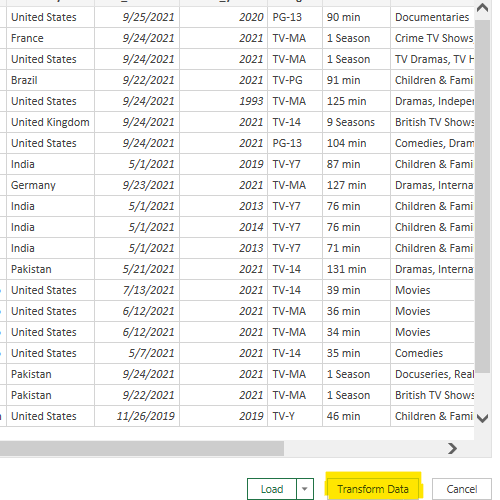 United States 9/25/2021 2020 PG-13 90 min Documentaries
France 9/24/2021 2021 TV-MA 1 Season Crime TV Shows
United States 9/24/2021 2021 TV-MA 1 Season TV Dramas, TV H
Brazil 9/22/2021 2021 TV-PG 91 min Children & Fami
United States 9/24/2021 1993 TV-MA 125 min Dramas, Indepen
United Kingdom 9/24/2021 2021 TV-14 9 Seasons British TV Shows
United States 9/24/2021 2021 PG-13 104 min Comedies, Dram
India 5/1/2021 2019 TV-Y7 87 min Children & Fami
Germany 9/23/2021 2021 TV-MA 127 min Dramas, Interna
India 5/1/2021 2013 TV-Y7 76 min Children & Fami
India 5/1/2021 2014 TV-Y7 76 min Children & Fami
India 5/1/2021 2013 TV-Y7 71 min Children & Fami
Pakistan 5/21/2021 2021 TV-14 131 min Dramas, Interna
United States 7/13/2021 2021 TV-14 39 min Movies
United States 6/12/2021 2021 TV-MA 36 min Movies
United States 6/12/2021 2021 TV-MA 34 min Movies
United States 5/7/2021 2021 TV-14 35 min Comedies
Pakistan 9/24/2021 2021 TV-MA 1 Season Docuseries, Real
Pakistan 9/22/2021 2021 TV-MA 1 Season British TV Shows
United States 11/26/2019 2019 TV-Y 46 min Children & Fami
Load Transform Data Cancel